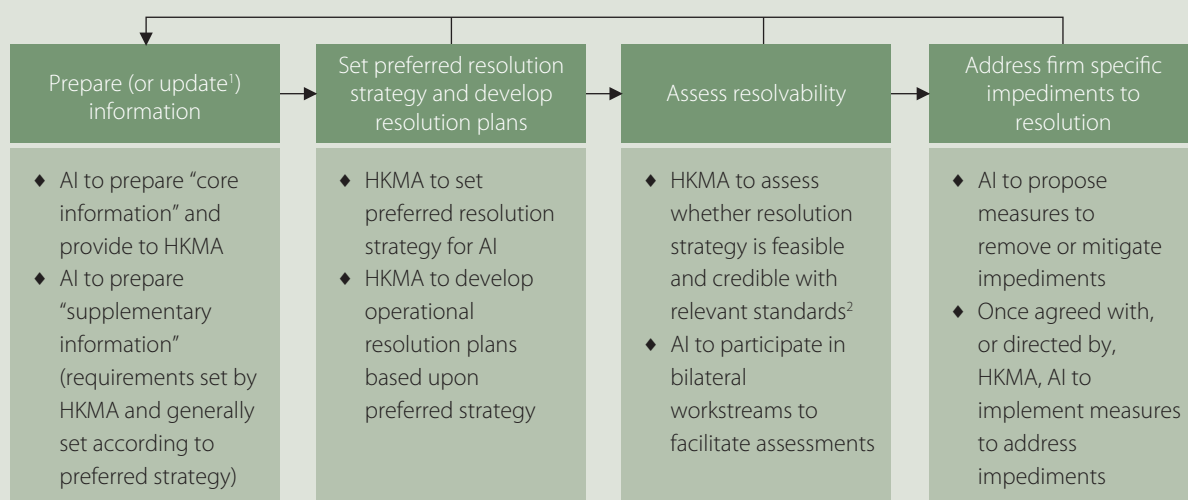 Prepare (or update¹)
information
Set preferred resolution
strategy and develop
resolution plans
Assess resolvability
Address firm specific
impediments to
resolution
♦ AI to prepare “core
information” and
provide to HKMA
♦ AI to prepare
“supplementary
information”
(requirements set by
HKMA and generally
set according to
preferred strategy)
♦ HKMA to set
preferred resolution
strategy for AI
♦ HKMA to develop
operational
resolution plans
based upon
preferred strategy
♦ HKMA to assess
whether resolution
strategy is feasible
and credible with
relevant standards²
♦ AI to participate in
bilateral
workstreams to
facilitate assessments
♦ AI to propose
measures to
remove or mitigate
impediments
♦ Once agreed with,
or directed by,
HKMA, AI to
implement measures
to address
impediments